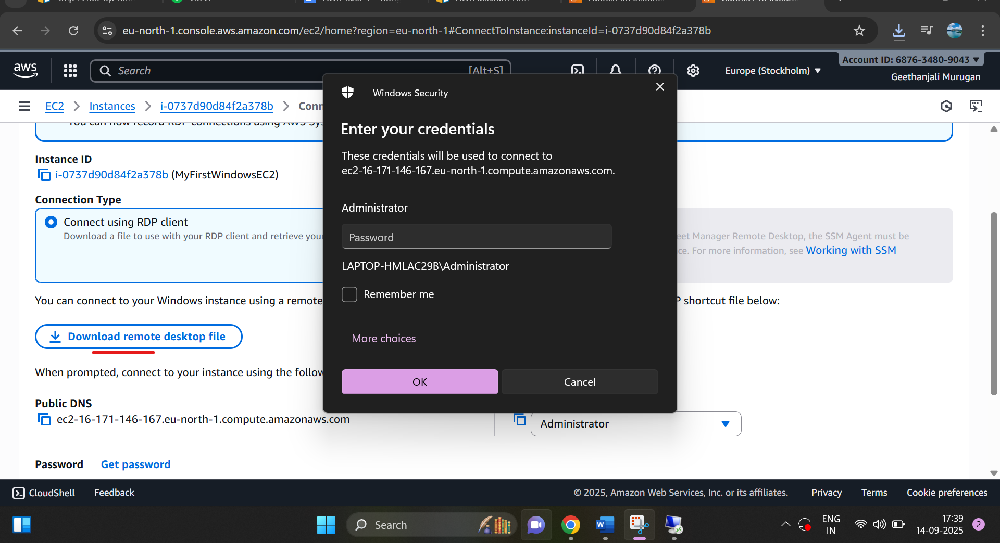 eu-north-1.console.aws.amazon.com/ec2/home?region=eu-north-1#ConnectToInstance:instanceId=i-0737d90d84f2a378b
aws
Search
[Alt+S]
Europe (Stockholm)
Account ID: 6876-3480-9043
Geethanjali Murugan
EC2
Instances
i-0737d90d84f2a378b
Instance ID
i-0737d90d84f2a378b (MyFirstWindowsEC2)
Connection Type
Connect using RDP client
Download a file to use with your RDP client and retrieve
Manager Remote Desktop, the SSM Agent must be
For more information, see Working with SSM
You can connect to your Windows instance using a remote
shortcut file below:
Download remote desktop file
When prompted, connect to your instance using the
Public DNS
ec2-16-171-146-167.eu-north-1.compute.amazonaws.com
Administrator
Password
Get password
Windows Security
Enter your credentials
These credentials will be used to connect to
ec2-16-171-146-167.eu-north-1.compute.amazonaws.com.
Administrator
Password
LAPTOP-HMLAC29B\Administrator
Remember me
More choices
OK
Cancel
CloudShell
Feedback
© 2025, Amazon Web Services, Inc. or its affiliates.
Privacy
Terms
Cookie preferences
Search
ENG
IN
17:39
14-09-2025
2